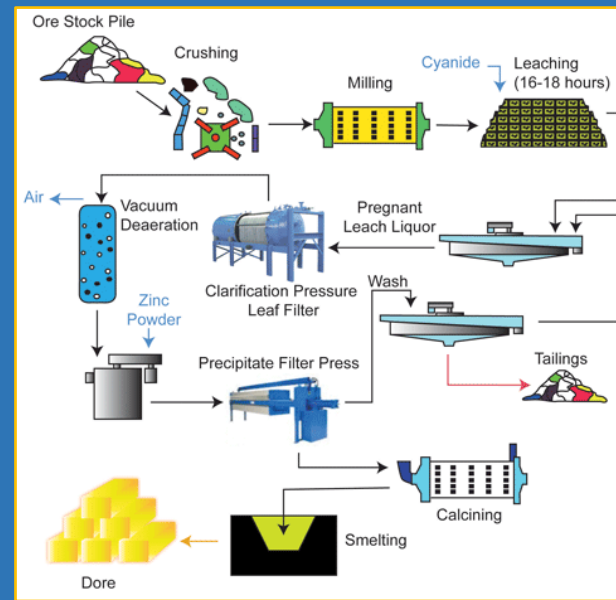 Ore Stock Pile
Crushing
Milling
Cyanide
Leaching
(16-18 hours)
Air
Vacuum
Deaeration
Clarification Pressure
Leaf Filter
Pregnant
Leach Liquor
Zinc
Powder
Precipitate Filter Press
Wash
Tailings
Calcining
Smelting
Dore